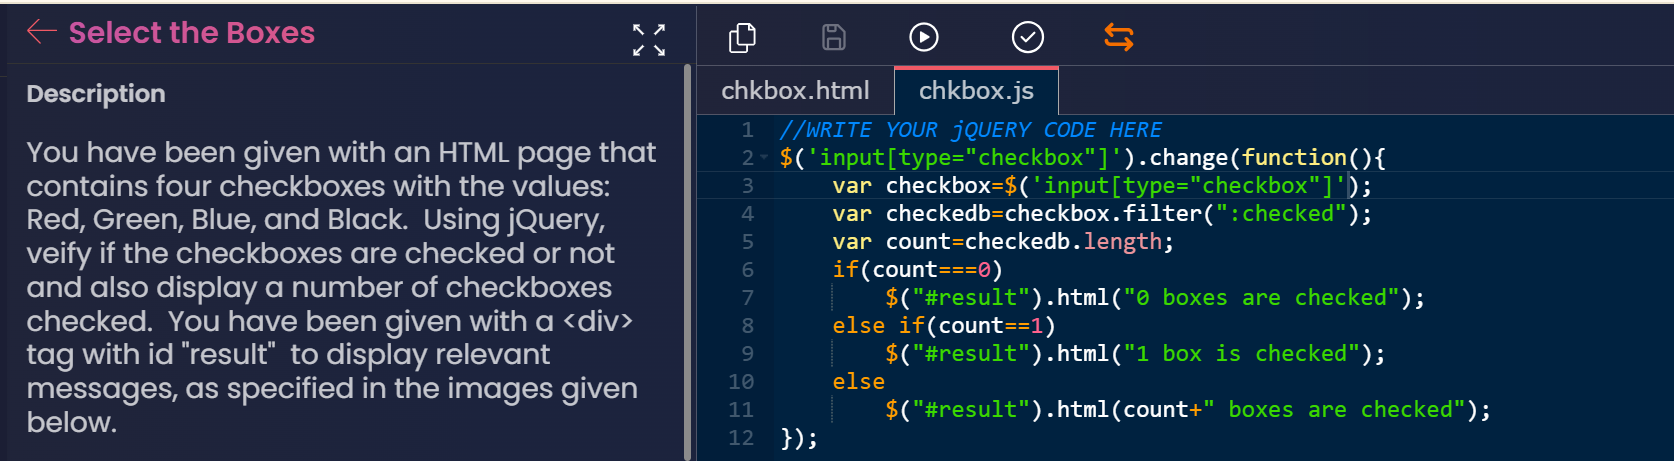 Select the Boxes
Description
You have been given with an HTML page that
contains four checkboxes with the values:
Red, Green, Blue, and Black.  Using jQuery,
veify if the checkboxes are checked or not
and also display a number of checkboxes
checked.  You have been given with a <div>
tag with id "result"  to display relevant
messages, as specified in the images given
below.
chkbox.html chkbox.js
1 //WRITE YOUR jQUERY CODE HERE
2 $('input[type="checkbox"]').change(function(){
3     var checkbox=$('input[type="checkbox"]');
4     var checkedb=checkbox.filter(":checked");
5     var count=checkedb.length;
6     if(count===0)
7         $("#result").html("0 boxes are checked");
8     else if(count==1)
9         $("#result").html("1 box is checked");
10     else
11         $("#result").html(count+" boxes are checked");
12 });